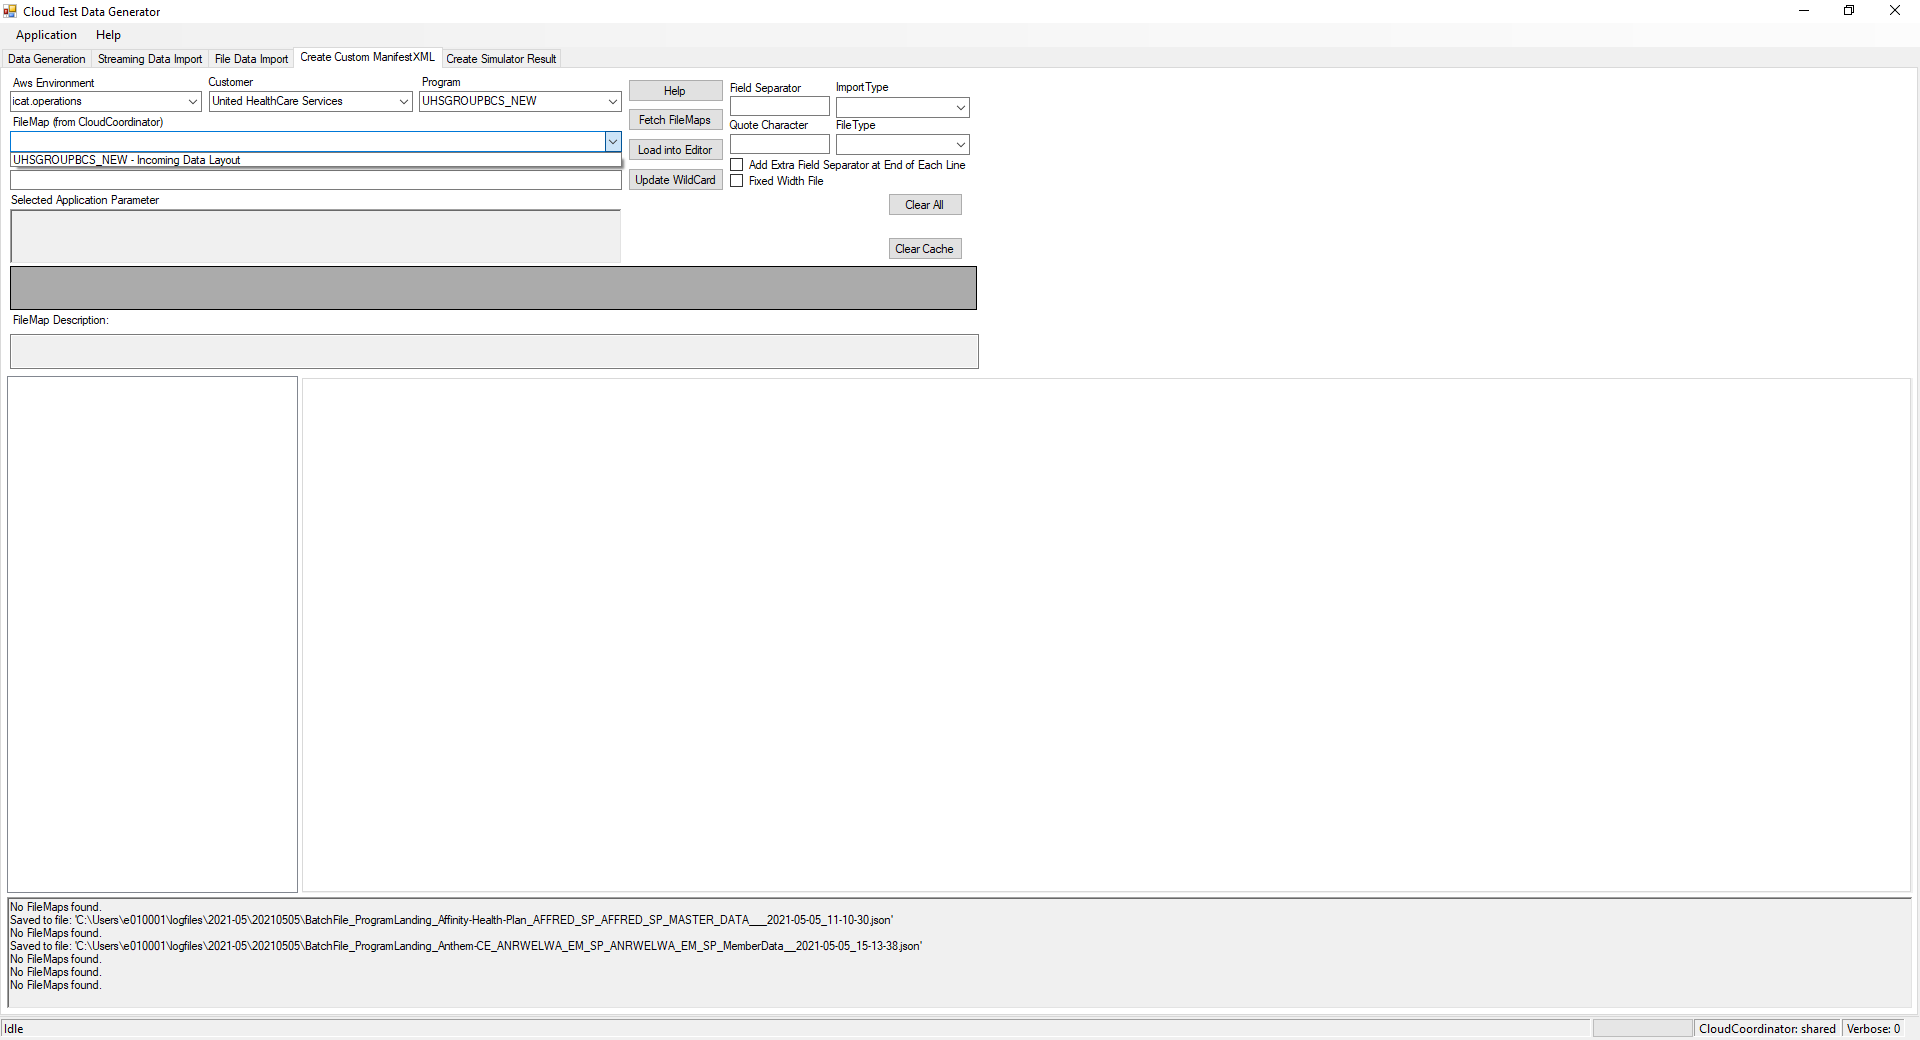 Cloud Test Data Generator
Application Help
Data Generation Streaming Data Import File Data Import Create Custom ManifestXML Create Simulator Result
Aws Environment Customer Program
icat.operations United HealthCare Services UHSGROUPBCS_NEW
FileMap (from CloudCoordinator)
UHSGROUPBCS_NEW - Incoming Data Layout
Selected Application Parameter
Help
Fetch FileMaps
Load into Editor
Update WildCard
Field Separator ImportType
Quote Character FileType
Add Extra Field Separator at End of Each Line
Fixed Width File
Clear All
Clear Cache
FileMap Description:
No FileMaps found.
Saved to file: 'C:\Users\e010001\logfiles\2021-05\20210505\BatchFile_ProgramLanding_Affinity-Health-Plan_AFFRED_SP_AFFRED_SP_MASTER_DATA___2021-05-05_11-10-30.json'
No FileMaps found.
Saved to file: 'C:\Users\e010001\logfiles\2021-05\20210505\BatchFile_ProgramLanding_Anthem-CE_ANRWELWA_EM_SP_ANRWELWA_EM_SP_MemberData__2021-05-05_15-13-38.json'
No FileMaps found.
No FileMaps found.
No FileMaps found.
Idle
CloudCoordinator: shared Verbose: 0